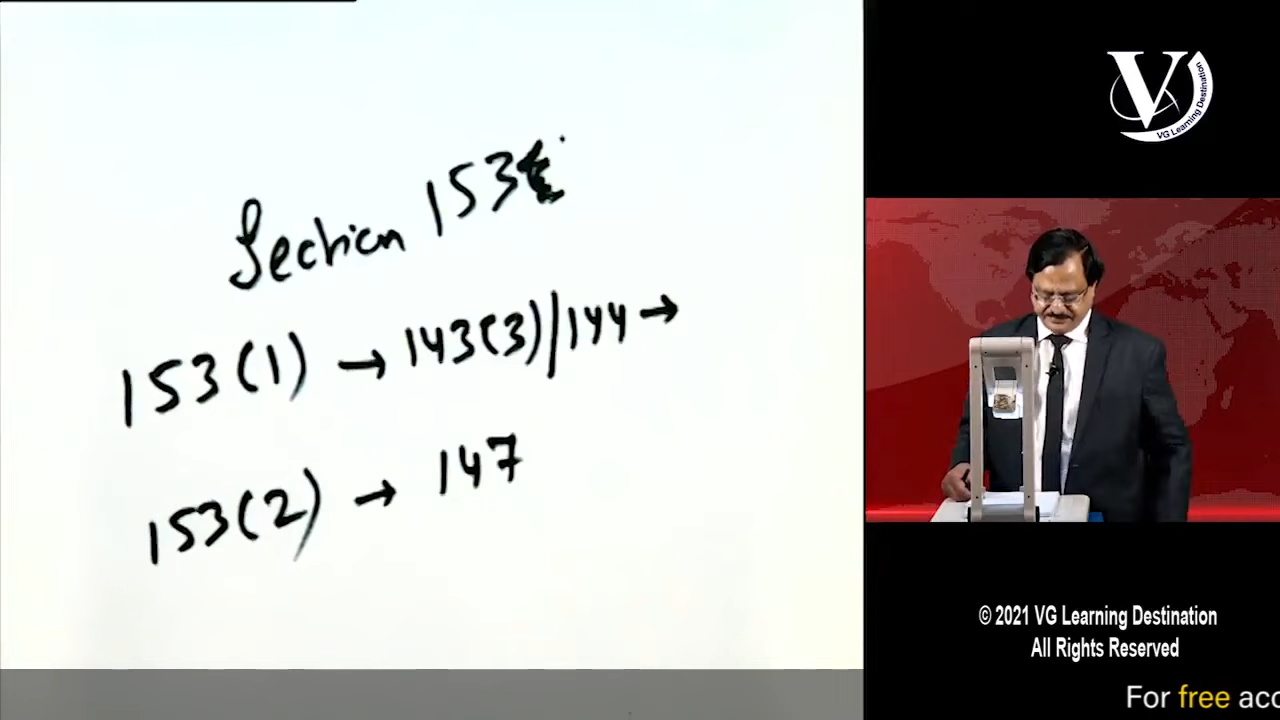 Section 153
153(1) → 143(3)/144 →
153(2) → 147
V
VG Learning Destination
© 2021 VG Learning Destination
All Rights Reserved
For free acc